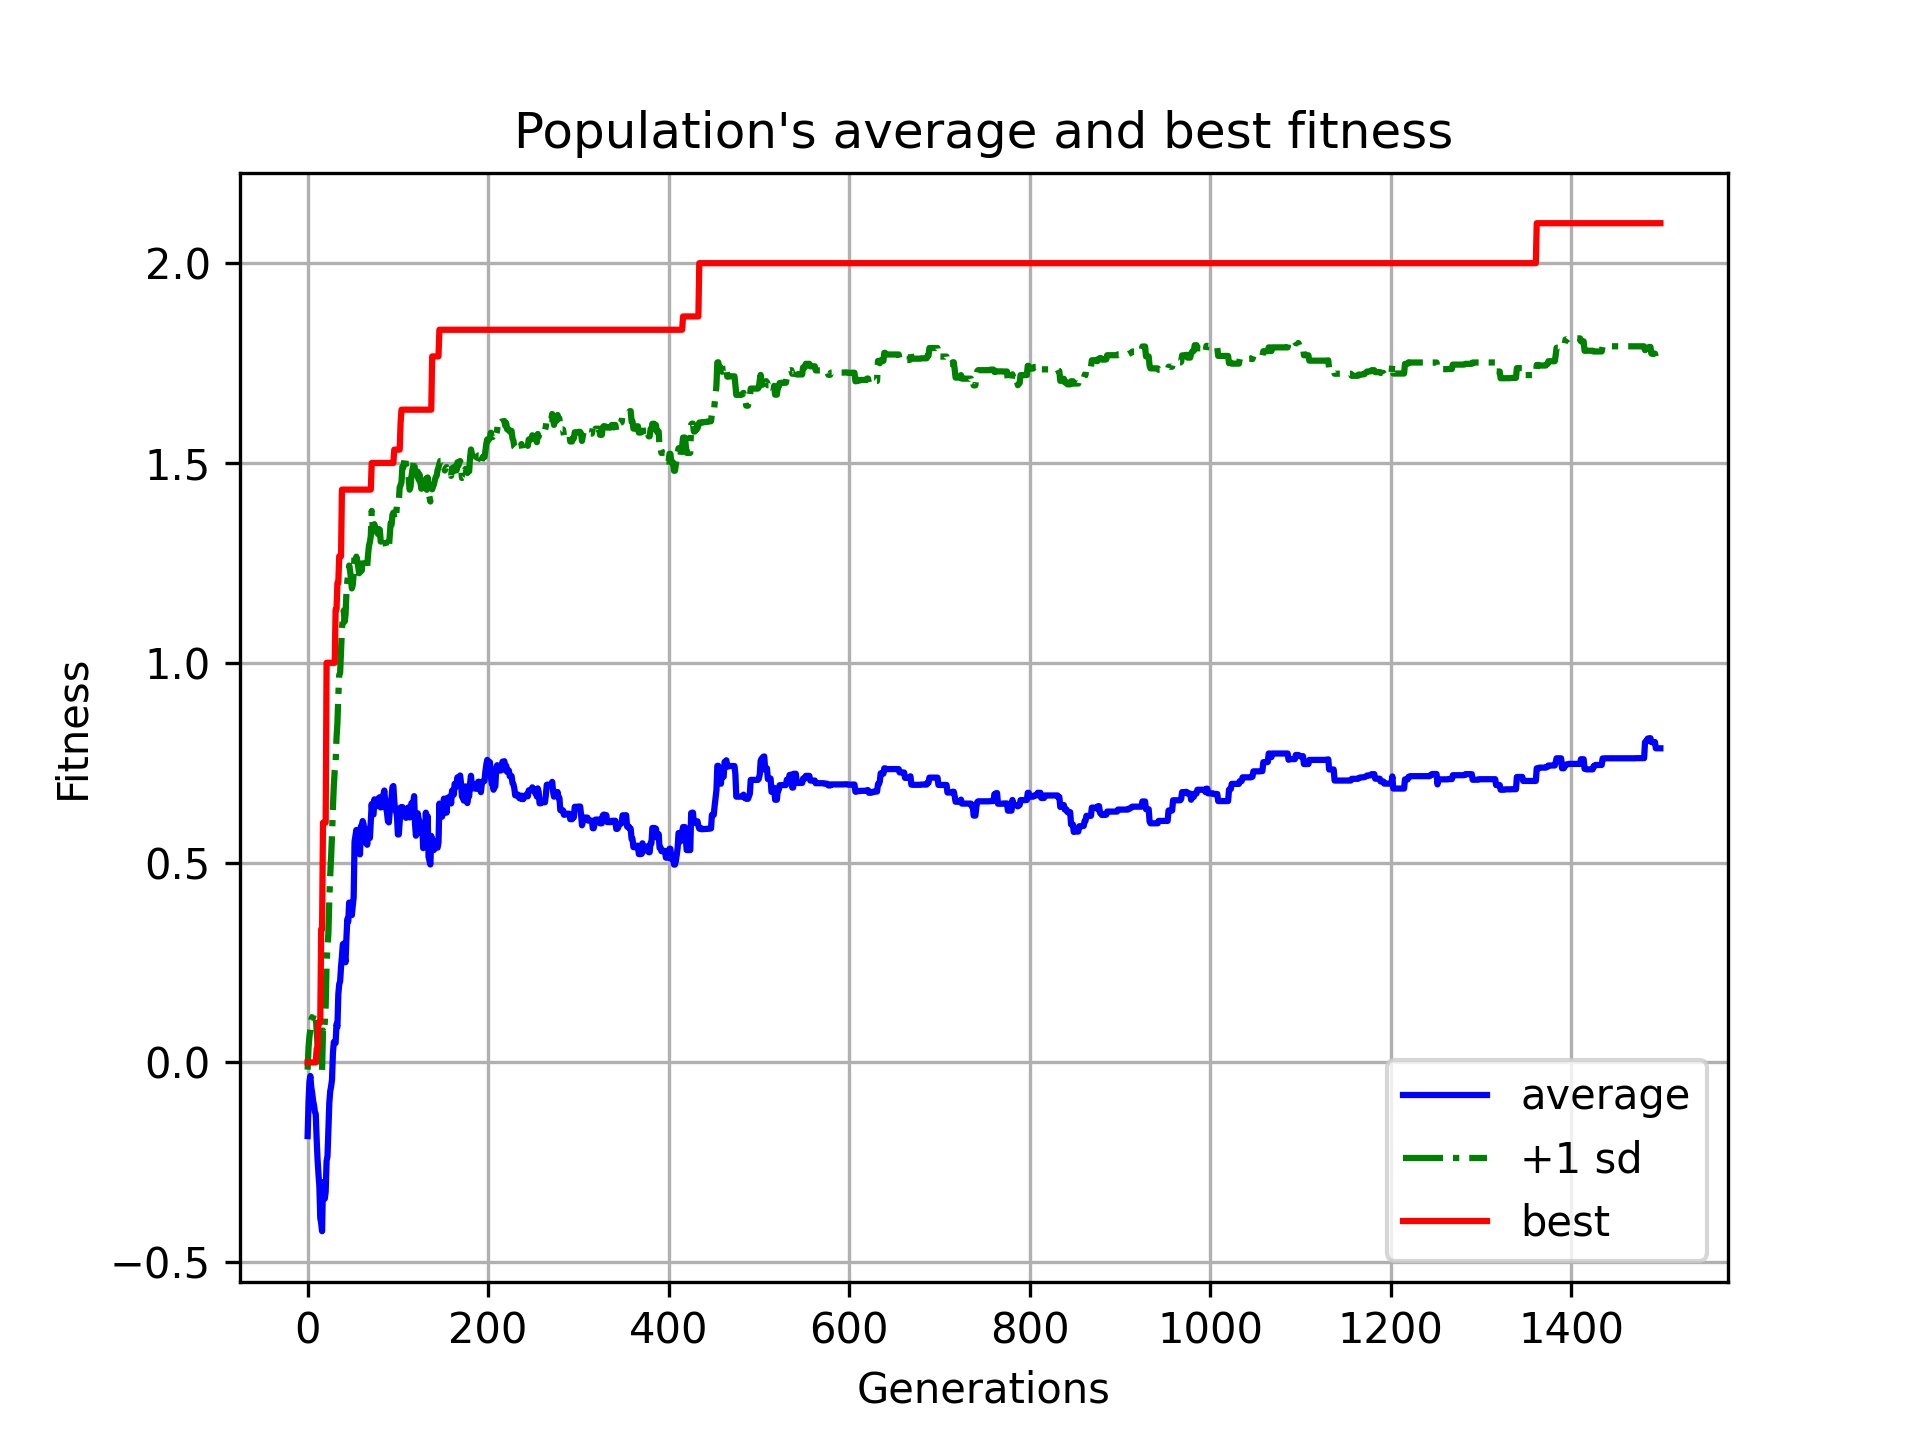 Population's average and best fitness
Fitness
2.0
1.5
1.0
0.5
0.0
−0.5
0 200 400 600 800 1000 1200 1400
Generations
average
+1 sd
best